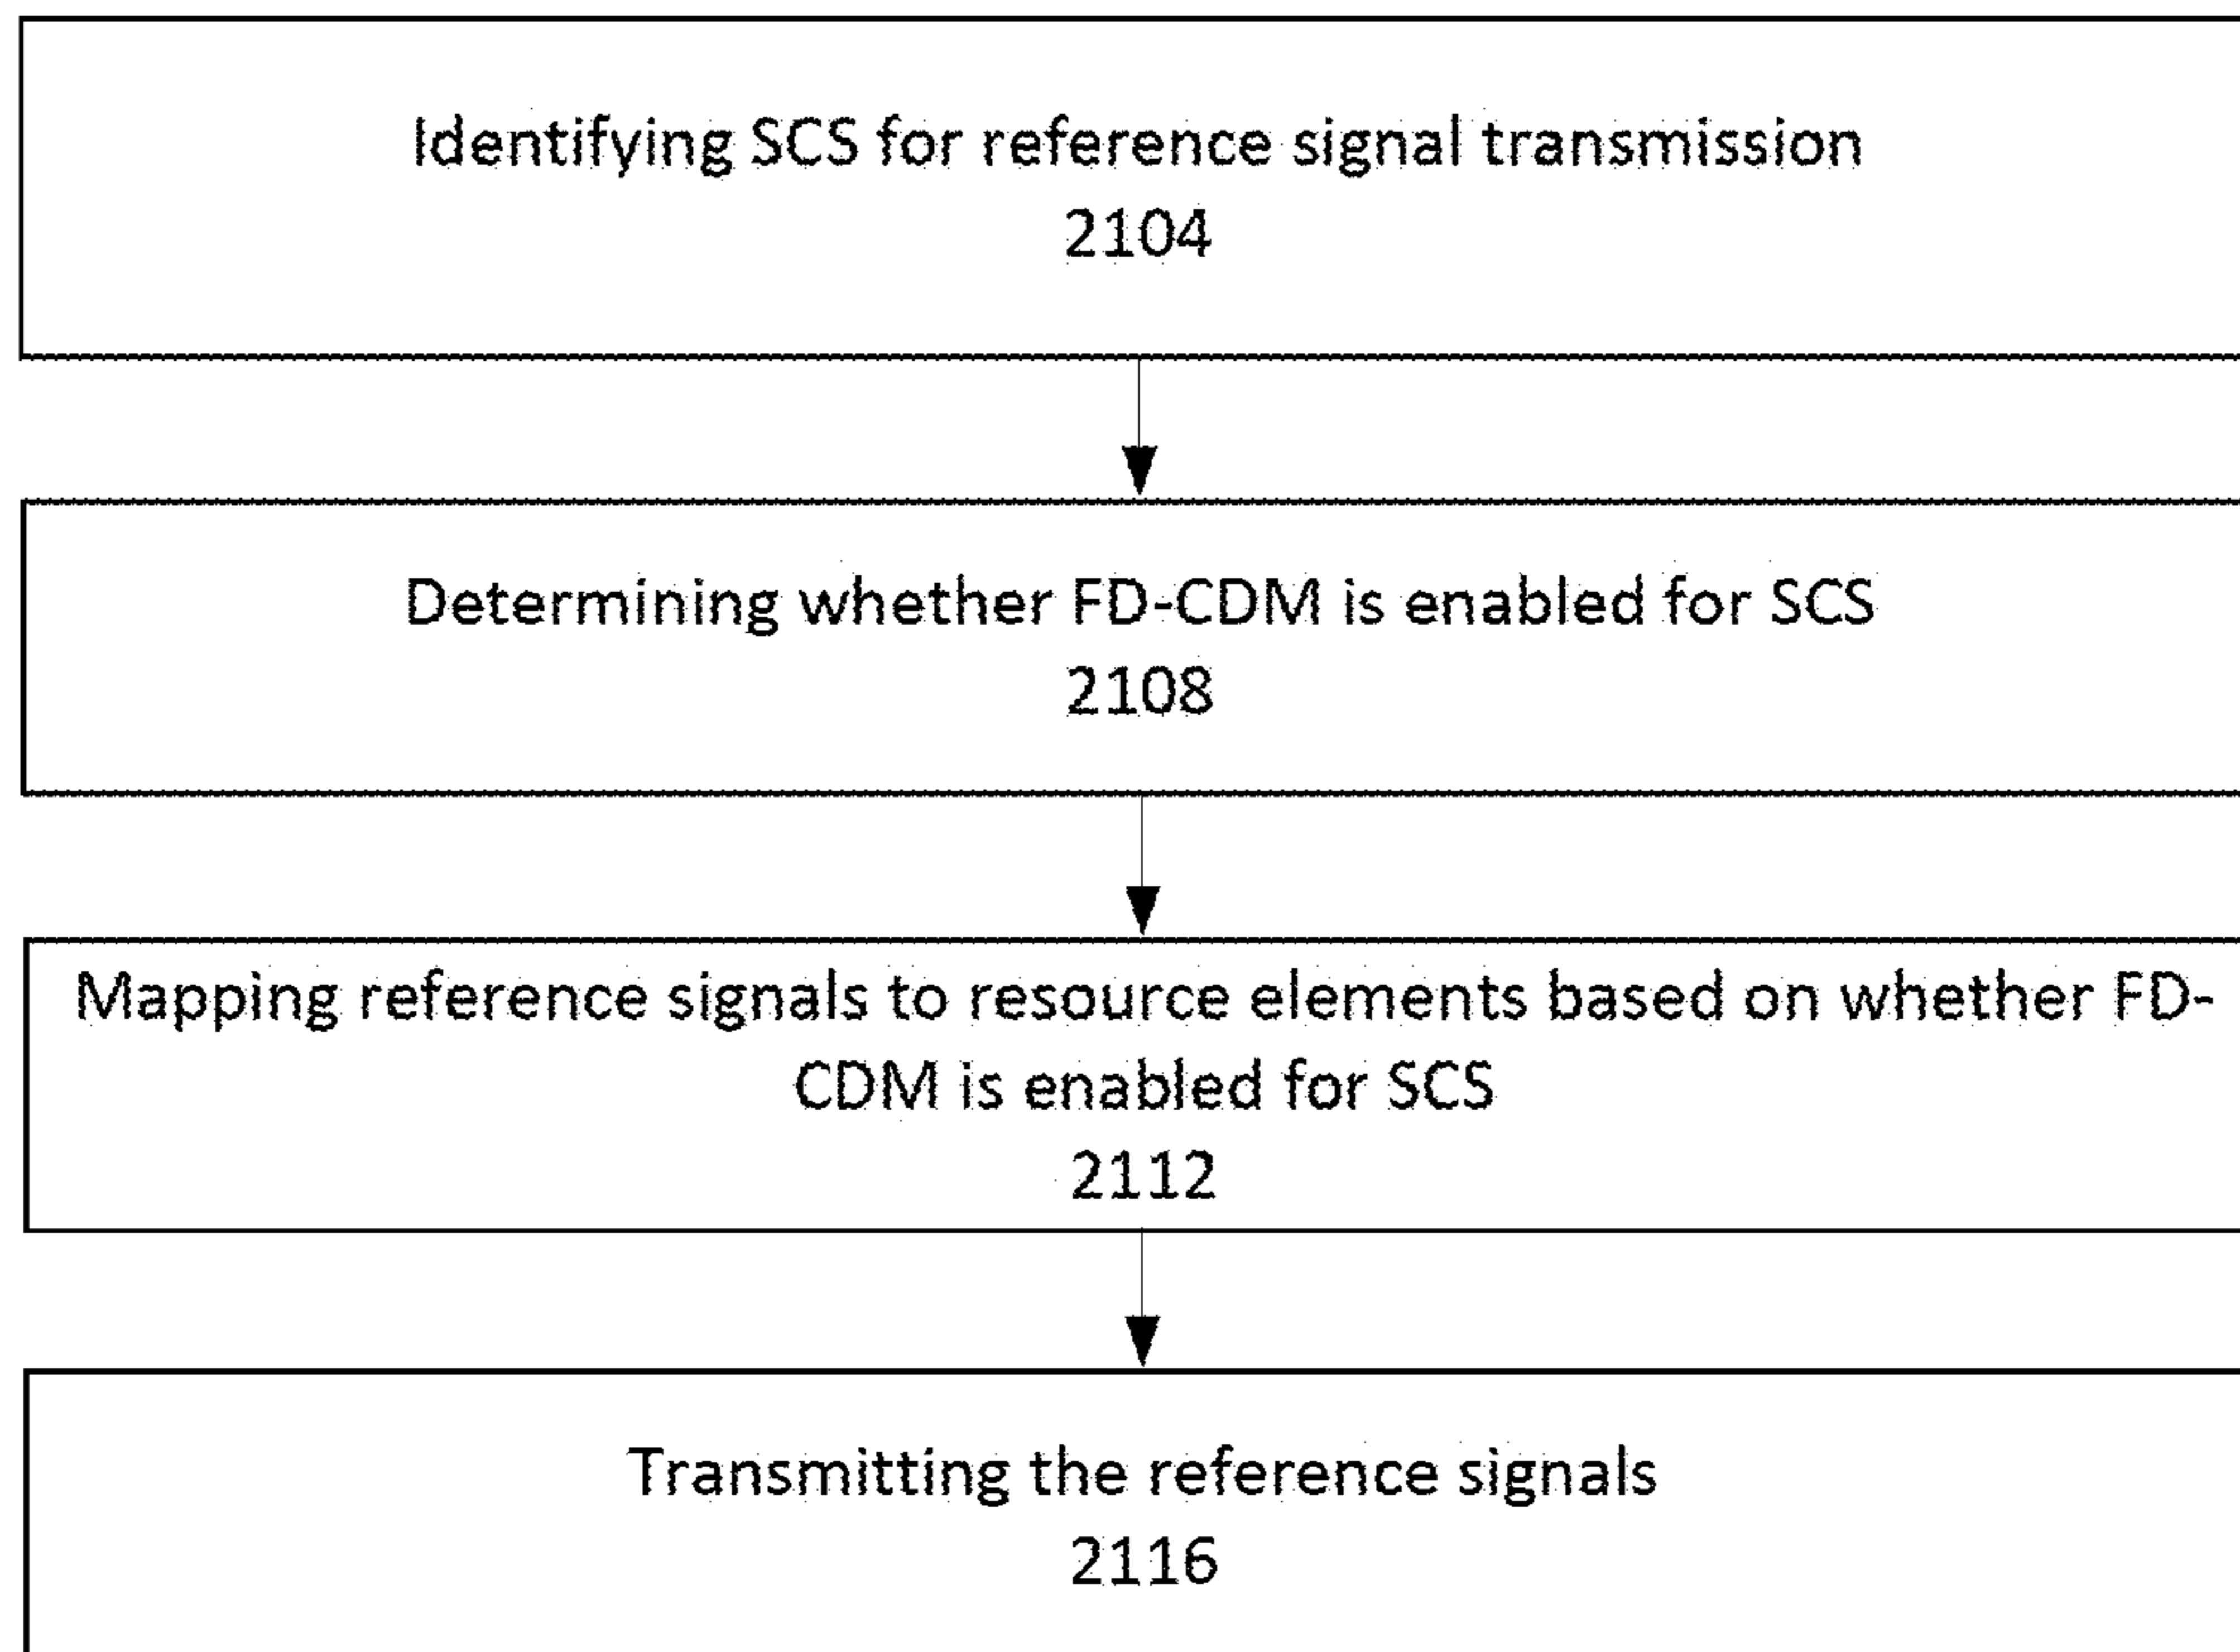 Identifying SCS for reference signal transmission
2104
Determining whether FD-CDM is enabled for SCS
2108
Mapping reference signals to resource elements based on whether FD-
CDM is enabled for SCS
2112
Transmitting the reference signals
2116